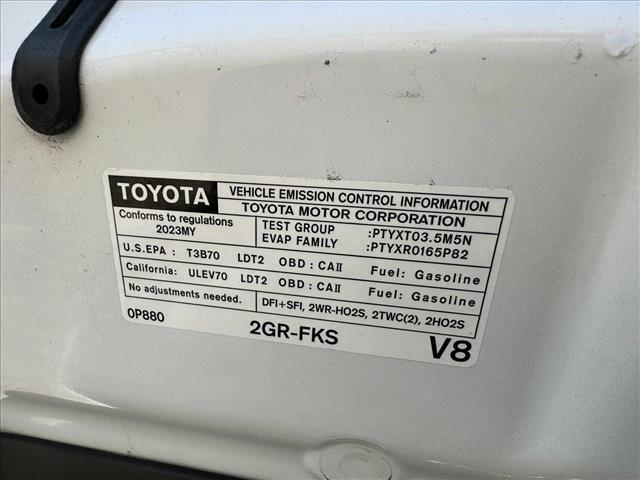 TOYOTA VEHICLE EMISSION CONTROL INFORMATION
TOYOTA MOTOR CORPORATION
Conforms to regulations
2023MY
TEST GROUP :PTYXT03.5M5N
EVAP FAMILY :PTYXR0165P82
U.S.EPA : T3B70 LDT2 OBD : CAII Fuel: Gasoline
California: ULEV70 LDT2 OBD : CAII Fuel: Gasoline
No adjustments needed. DFI+SFI, 2WR-HO2S, 2TWC(2), 2HO2S
0P880 2GR-FKS V8